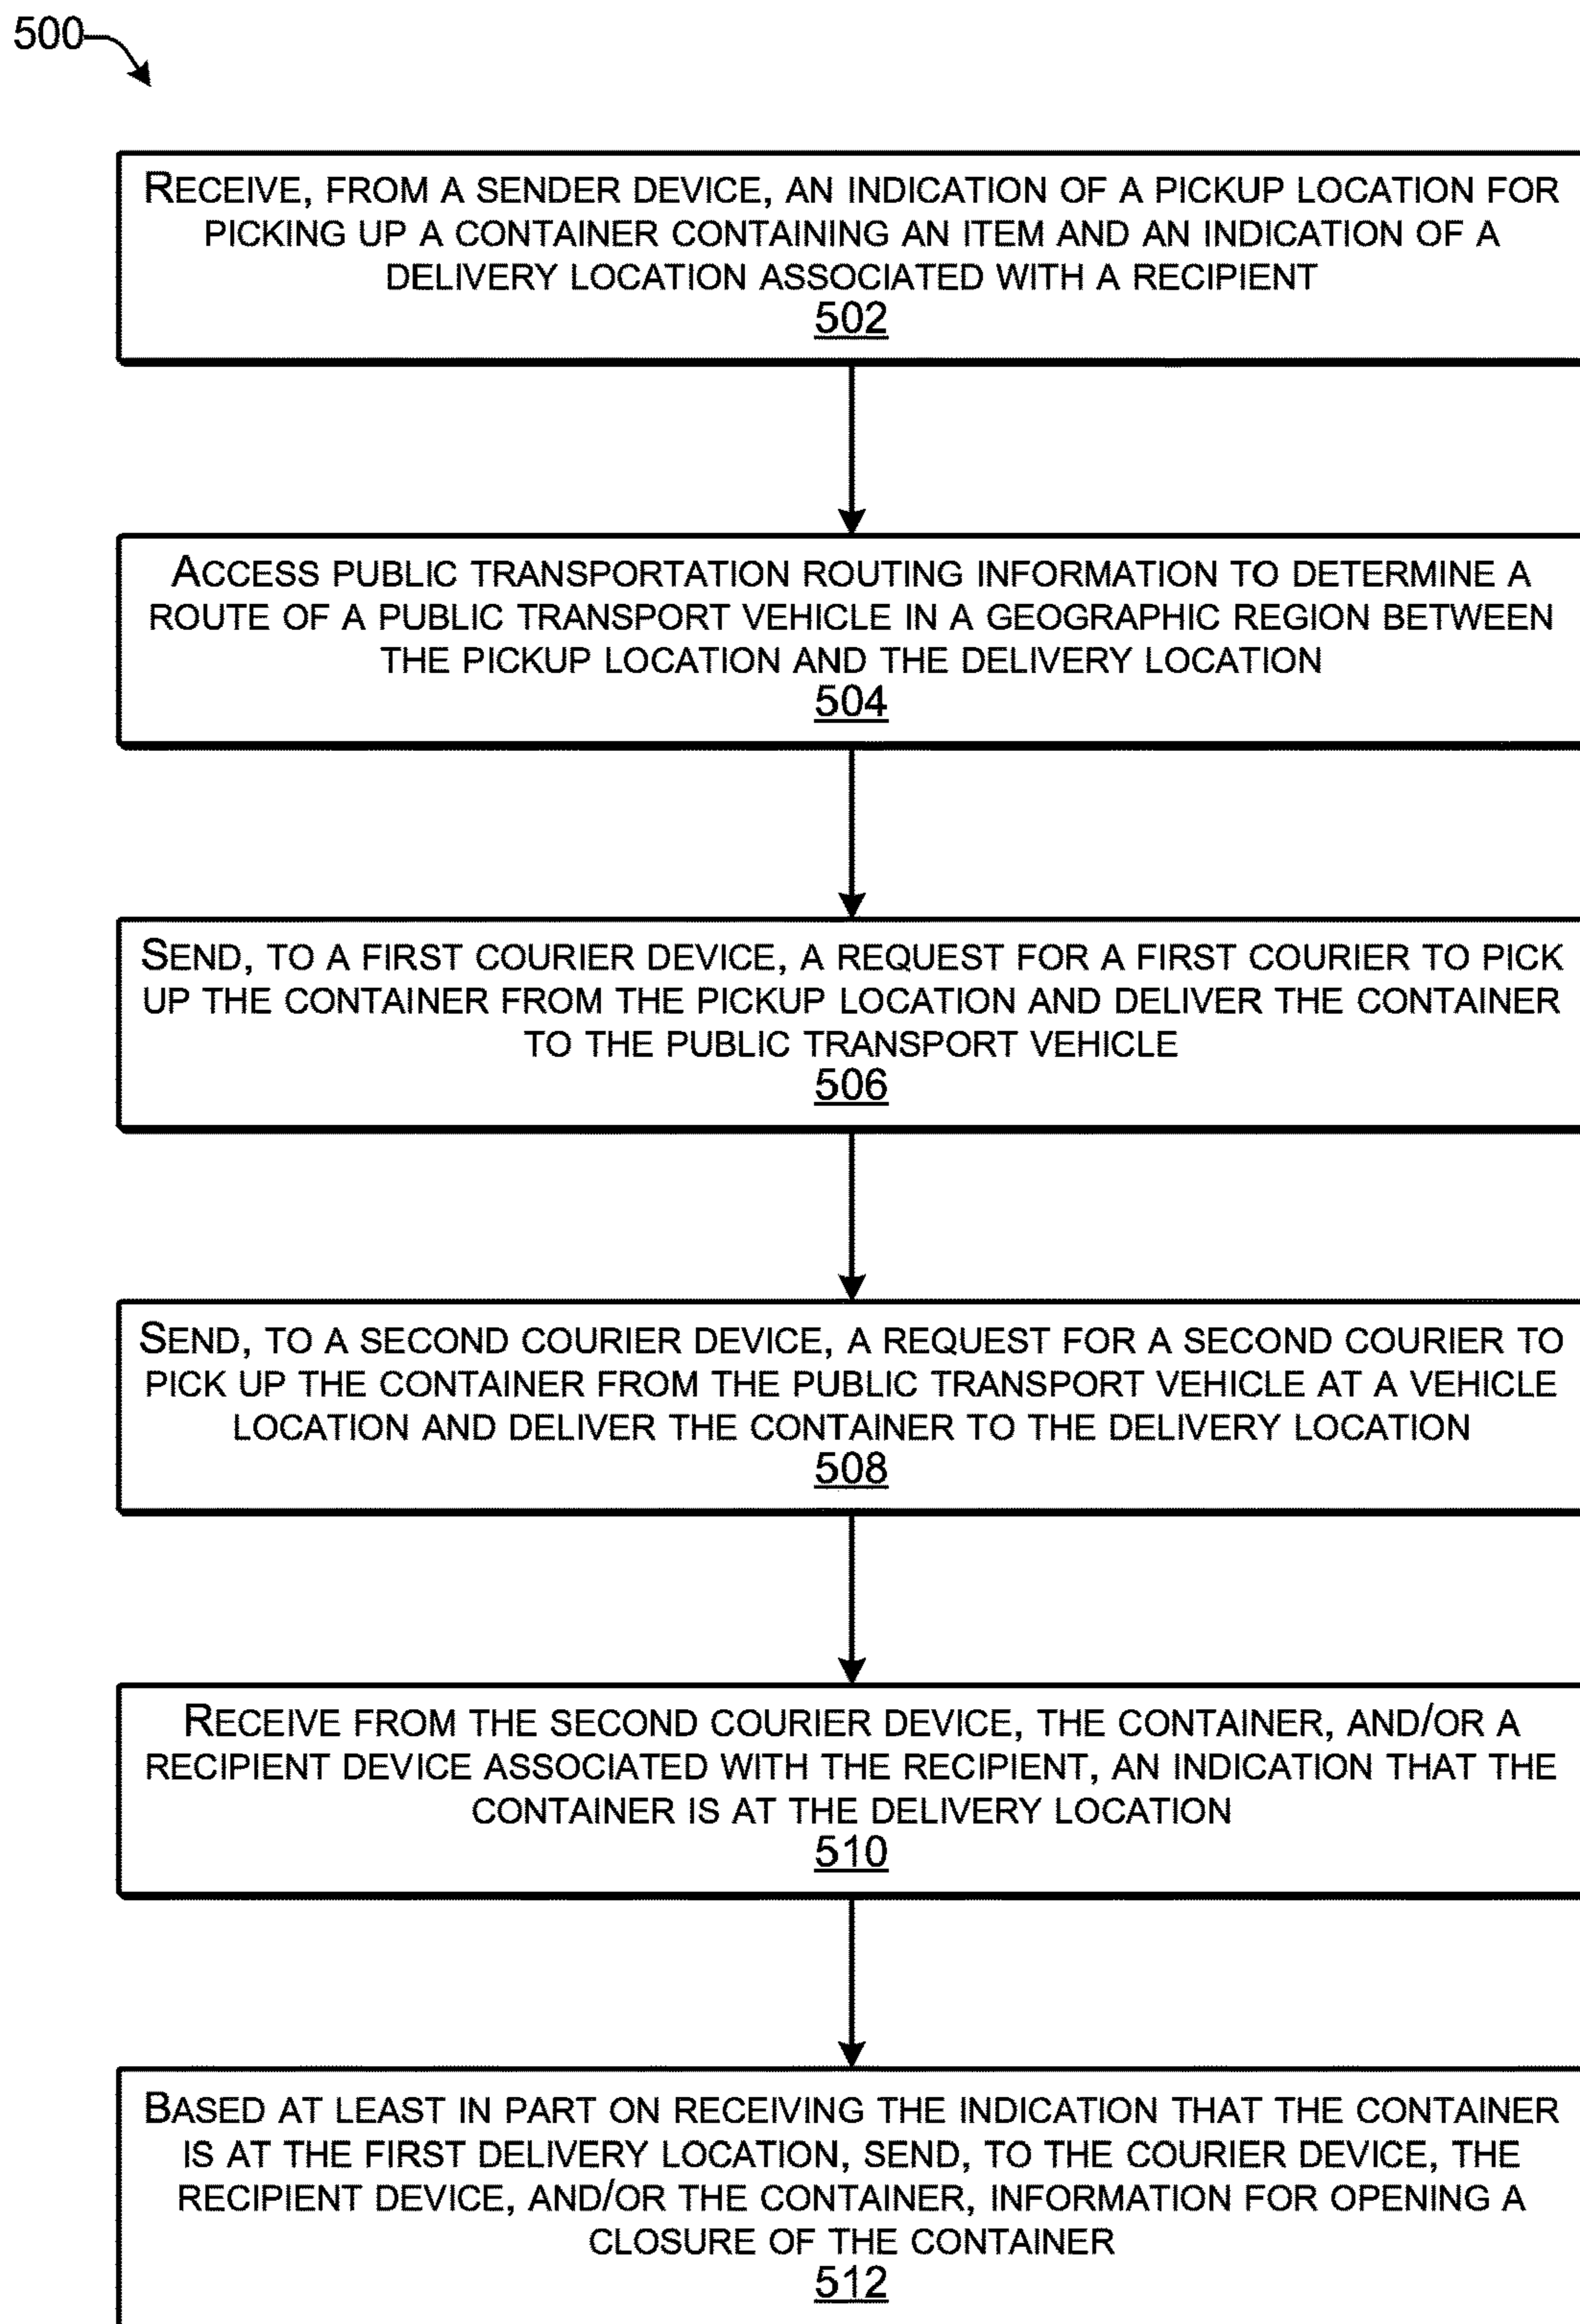 500
RECEIVE, FROM A SENDER DEVICE, AN INDICATION OF A PICKUP LOCATION FOR
PICKING UP A CONTAINER CONTAINING AN ITEM AND AN INDICATION OF A
DELIVERY LOCATION ASSOCIATED WITH A RECIPIENT
502
ACCESS PUBLIC TRANSPORTATION ROUTING INFORMATION TO DETERMINE A
ROUTE OF A PUBLIC TRANSPORT VEHICLE IN A GEOGRAPHIC REGION BETWEEN
THE PICKUP LOCATION AND THE DELIVERY LOCATION
504
SEND, TO A FIRST COURIER DEVICE, A REQUEST FOR A FIRST COURIER TO PICK
UP THE CONTAINER FROM THE PICKUP LOCATION AND DELIVER THE CONTAINER
TO THE PUBLIC TRANSPORT VEHICLE
506
SEND, TO A SECOND COURIER DEVICE, A REQUEST FOR A SECOND COURIER TO
PICK UP THE CONTAINER FROM THE PUBLIC TRANSPORT VEHICLE AT A VEHICLE
LOCATION AND DELIVER THE CONTAINER TO THE DELIVERY LOCATION
508
RECEIVE FROM THE SECOND COURIER DEVICE, THE CONTAINER, AND/OR A
RECIPIENT DEVICE ASSOCIATED WITH THE RECIPIENT, AN INDICATION THAT THE
CONTAINER IS AT THE DELIVERY LOCATION
510
BASED AT LEAST IN PART ON RECEIVING THE INDICATION THAT THE CONTAINER
IS AT THE FIRST DELIVERY LOCATION, SEND, TO THE COURIER DEVICE, THE
RECIPIENT DEVICE, AND/OR THE CONTAINER, INFORMATION FOR OPENING A
CLOSURE OF THE CONTAINER
512